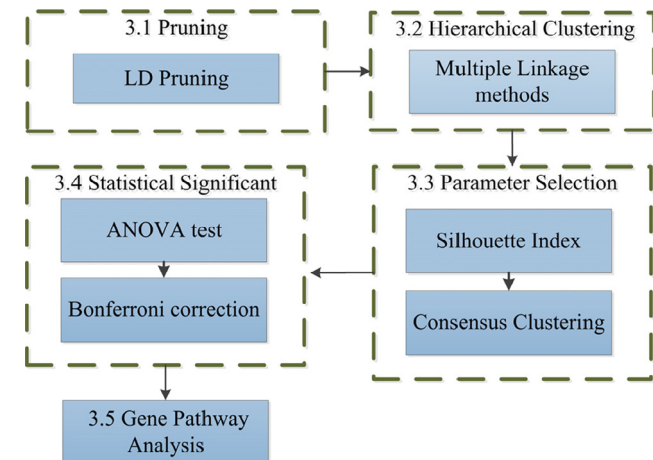 3.1 Pruning
LD Pruning
3.2 Hierarchical Clustering
Multiple Linkage
methods
3.3 Parameter Selection
Silhouette Index
Consensus Clustering
3.4 Statistical Significant
ANOVA test
Bonferroni correction
3.5 Gene Pathway
Analysis